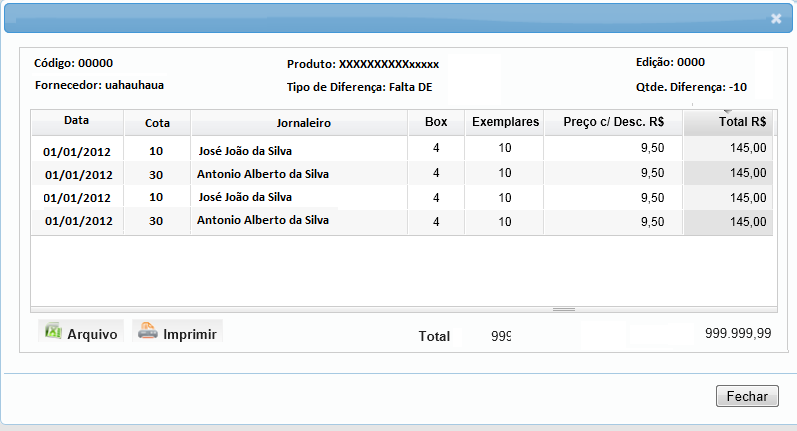 Código: 00000 Produto: XXXXXXXXXXxxxxx Edição: 0000
Fornecedor: uahauhaua Tipo de Diferença: Falta DE Qtde. Diferença: -10
Data Cota Jornaleiro Box Exemplares Preço c/ Desc. R$ Total R$
01/01/2012 10 José João da Silva 4 10 9,50 145,00
01/01/2012 30 Antonio Alberto da Silva 4 10 9,50 145,00
01/01/2012 10 José João da Silva 4 10 9,50 145,00
01/01/2012 30 Antonio Alberto da Silva 4 10 9,50 145,00
Arquivo Imprimir Total 999 999.999,99
Fechar